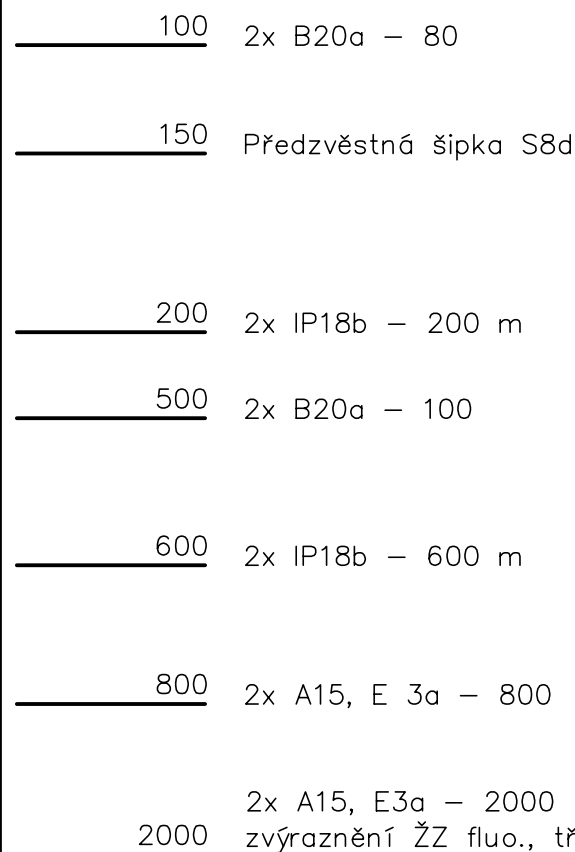 100 2x B20a – 80
150 Předzvěstná šipka S8d
200 2x IP18b – 200 m
500 2x B20a – 100
600 2x IP18b – 600 m
800 2x A15, E 3a – 800
2x A15, E3a – 2000
2000 zvýraznění ŽZ fluo., tř